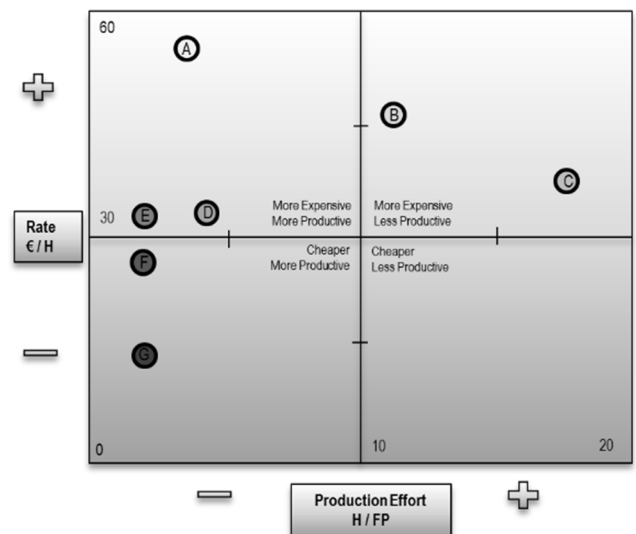 60
A
B
C
More Expensive
More Productive
More Expensive
Less Productive
30
E
D
Rate
€ / H
Cheaper
More Productive
Cheaper
Less Productive
F
G
0
10
20
Production Effort
H / FP